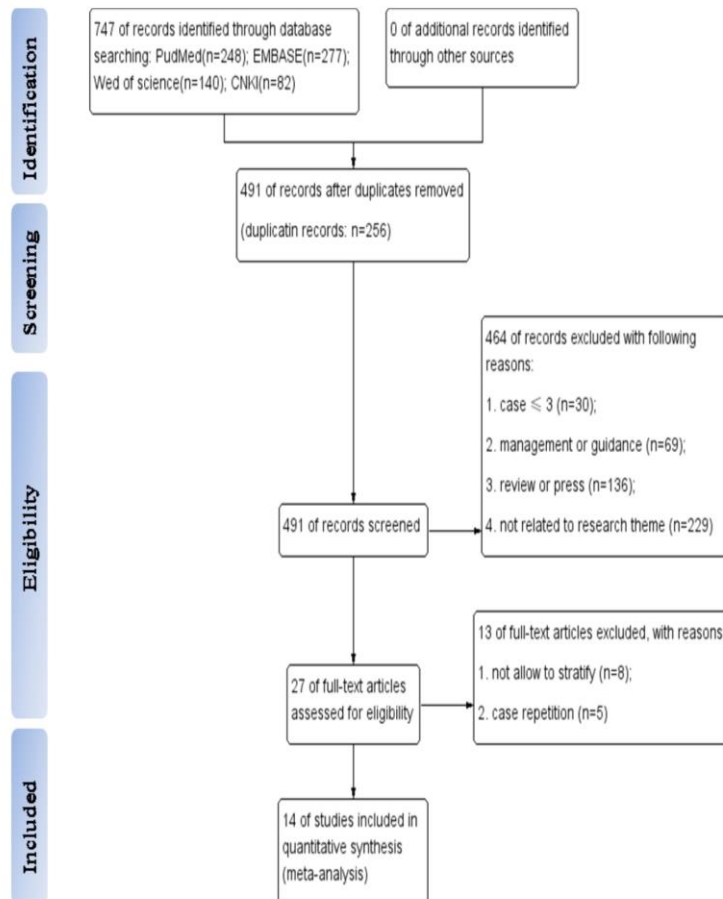 Identification
747 of records identified through database
searching: PudMed(n=248); EMBASE(n=277);
Wed of science(n=140); CNKI(n=82)
0 of additional records identified
through other sources
491 of records after duplicates removed
(duplicatin records: n=256)
Screening
464 of records excluded with following
reasons:
1. case ≤ 3 (n=30);
2. management or guidance (n=69);
3. review or press (n=136);
4. not related to research theme (n=229)
Eligibility
491 of records screened
13 of full-text articles excluded, with reasons
1. not allow to stratify (n=8);
2. case repetition (n=5)
27 of full-text articles
assessed for eligibility
Included
14 of studies included in
quantitative synthesis
(meta-analysis)